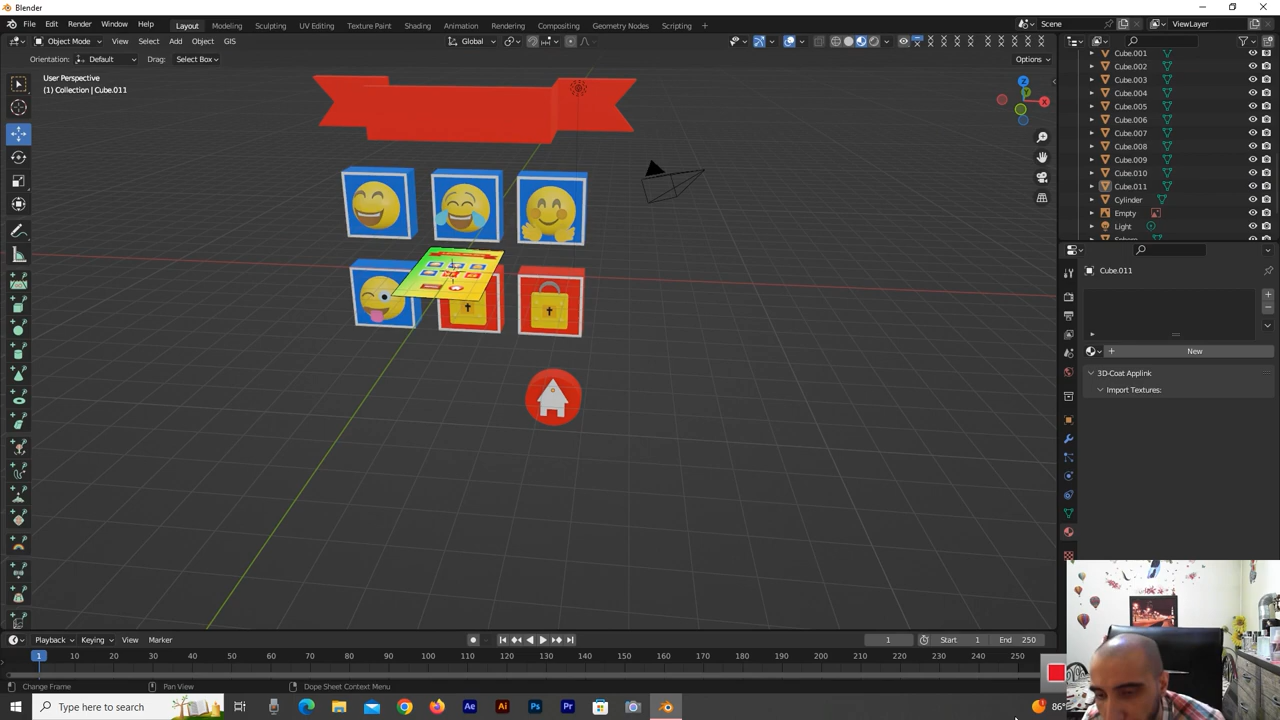 Blender
File Edit Render Window Help Layout Modeling Sculpting UV Editing Texture Paint Shading Animation Rendering Compositing Geometry Nodes Scripting + Scene ViewLayer
Object Mode View Select Add Object GIS Global
Orientation: Default Drag: Select Box Options
User Perspective
(1) Collection | Cube.011
Z
Y
X
Cube.001
Cube.002
Cube.003
Cube.004
Cube.005
Cube.006
Cube.007
Cube.008
Cube.009
Cube.010
Cube.011
Cylinder
Empty
Light
Cube.011
+ New
3D-Coat Applink
Import Textures:
Playback Keying View Marker 1 Start 1 End 250
1 10 20 30 40 50 60 70 80 90 100 110 120 130 140 150 160 170 180 190 200 210 220 230 240 250
Change Frame Pan View Dope Sheet Context Menu
Type here to search Ae Ai Ps Pr 86°